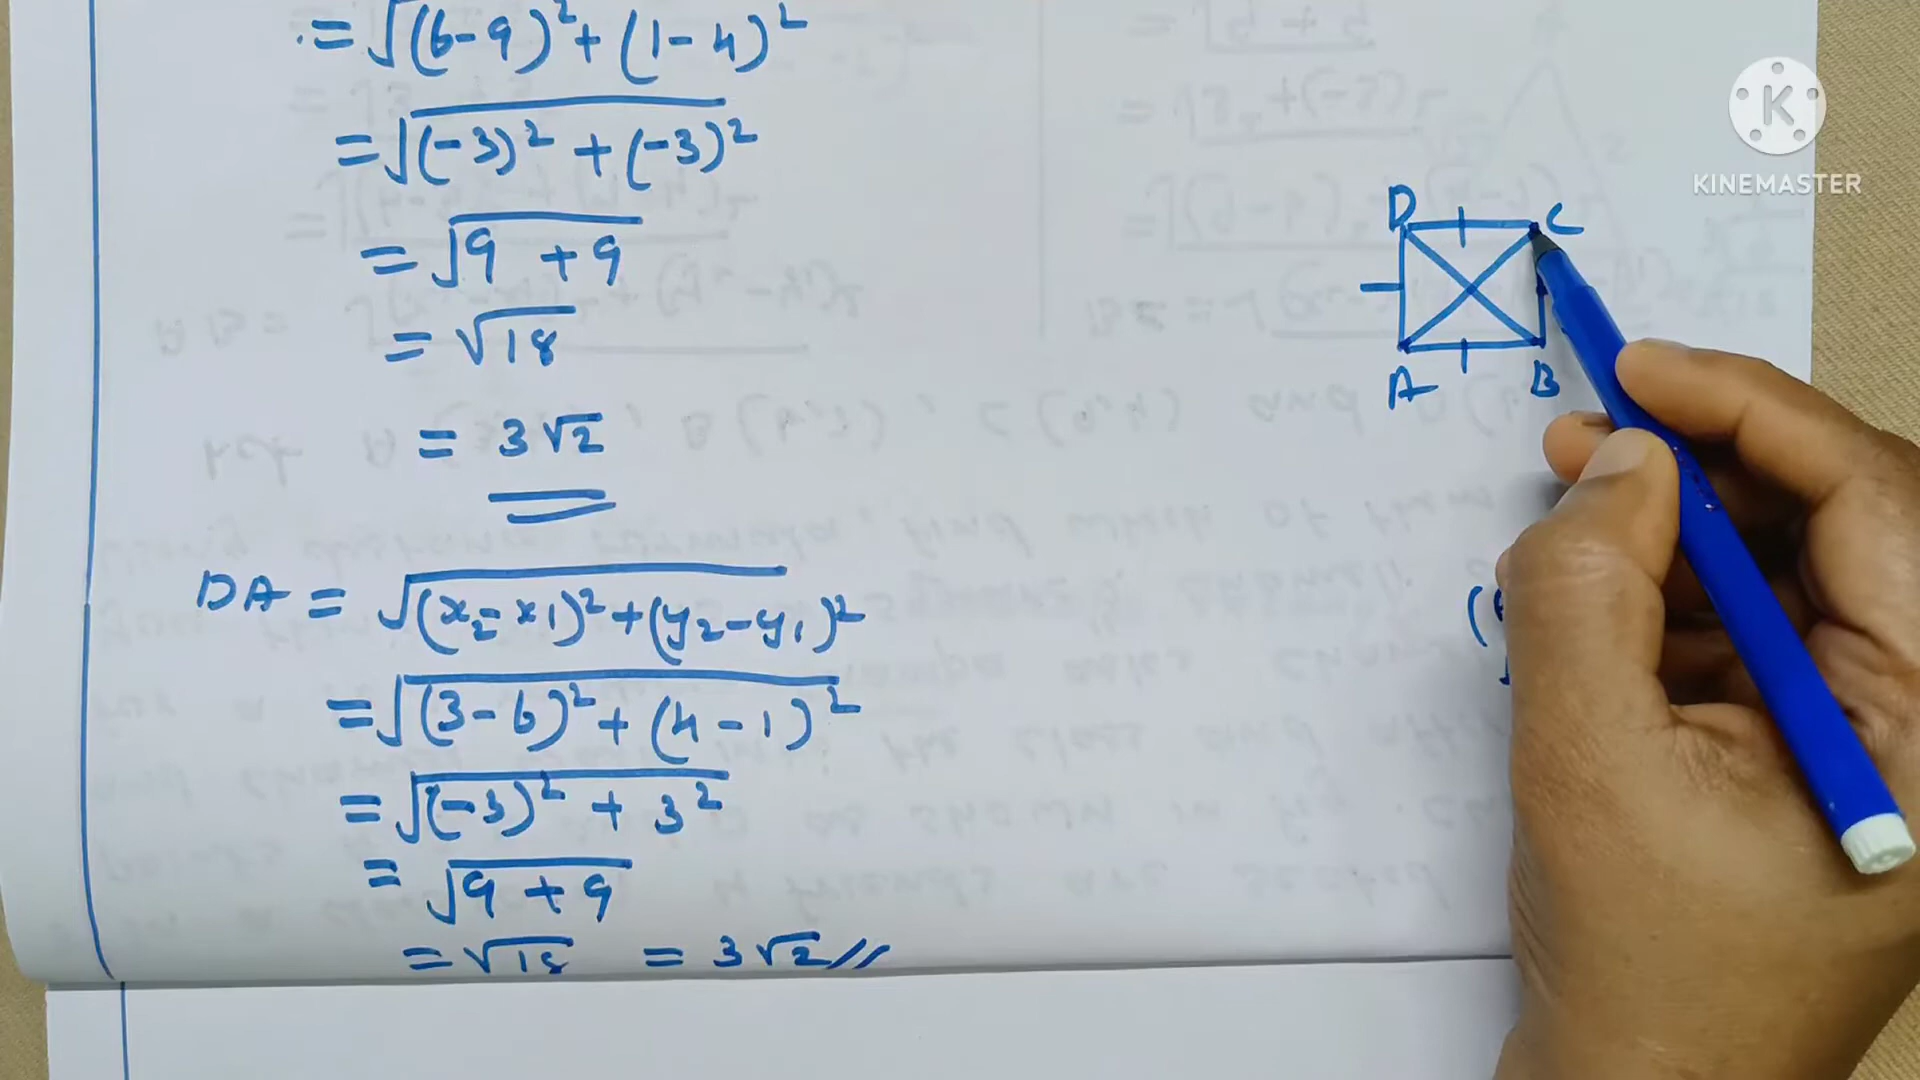 = √(6-9)² + (1-4)²
= √(-3)² + (-3)²
= √9 + 9
= √18
= 3√2
DA = √(x₂-x₁)² + (y₂-y₁)²
= √(3-6)² + (4-1)²
= √(-3)² + 3²
= √9 + 9
= √18 = 3√2 //
D C
A B
K
KINEMASTER